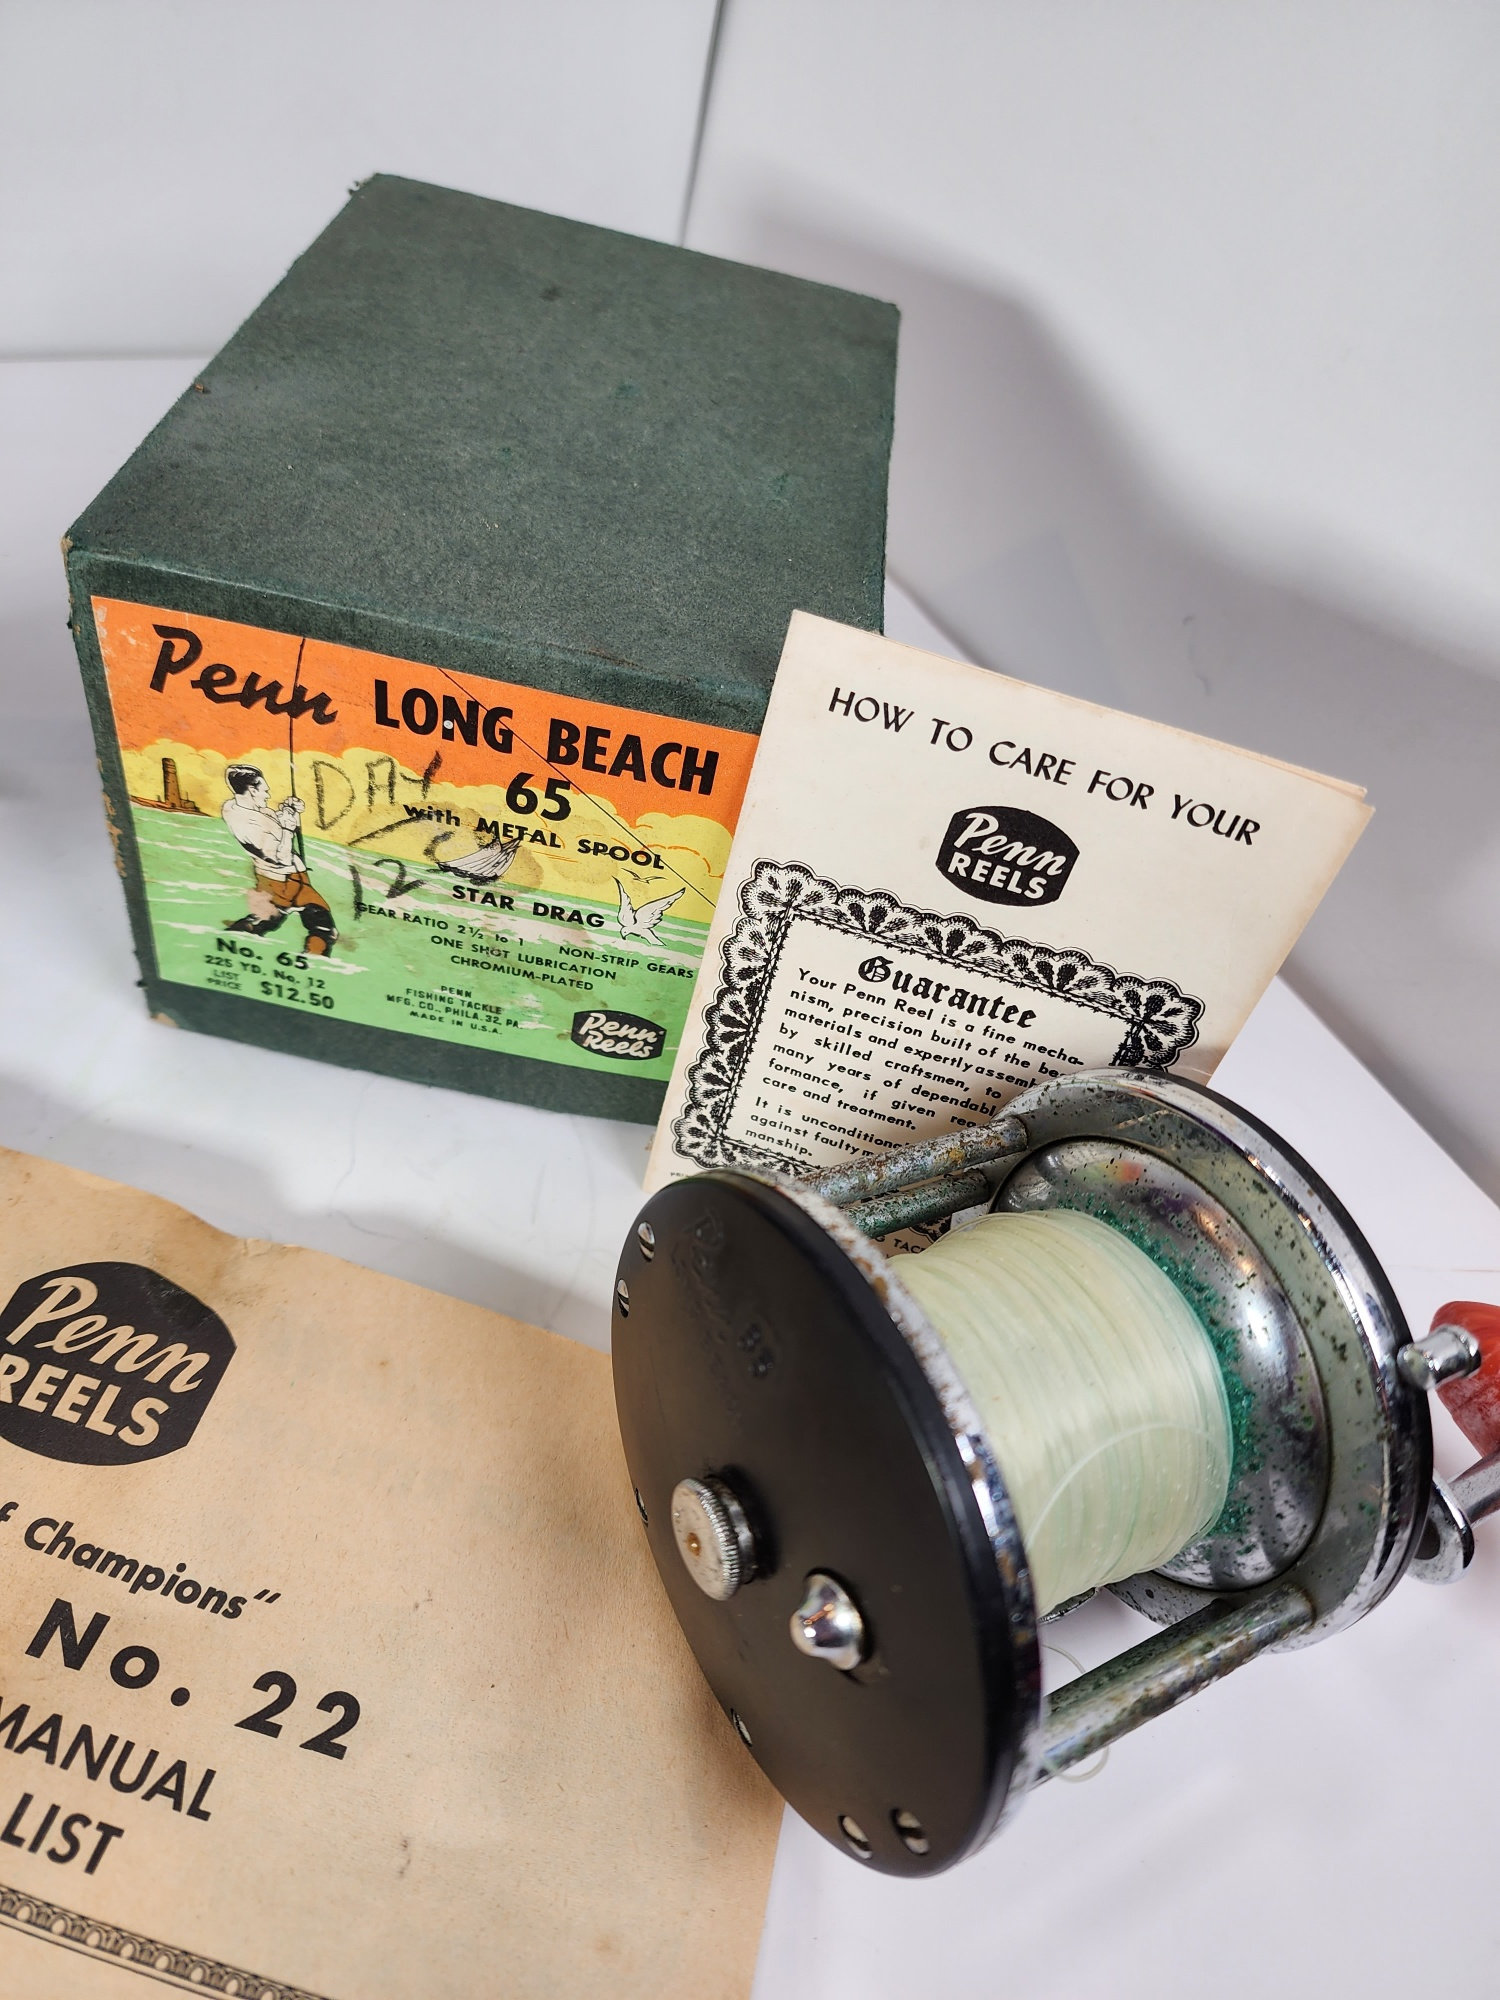 Penn LONG BEACH
65
with METAL SPOOL
DAY
12
STAR DRAG
GEAR RATIO 2½ to 1 NON-STRIP GEARS
ONE SHOT LUBRICATION
CHROMIUM-PLATED
No. 65
225 YD. No. 12
LIST
PRICE $12.50
PENN
FISHING TACKLE
MFG. CO., PHILA. 32, PA.
MADE IN U.S.A.
Penn
Reels
HOW TO CARE FOR YOUR
Penn
REELS
Guarantee
Your Penn Reel is a fine mecha-
nism, precision built of the
materials and expertly
by skilled craftsmen, to
many years of
formance, if given
care and treatment.
It is
against faulty
manship.
Penn
REELS
Champions"
No. 22
MANUAL
LIST